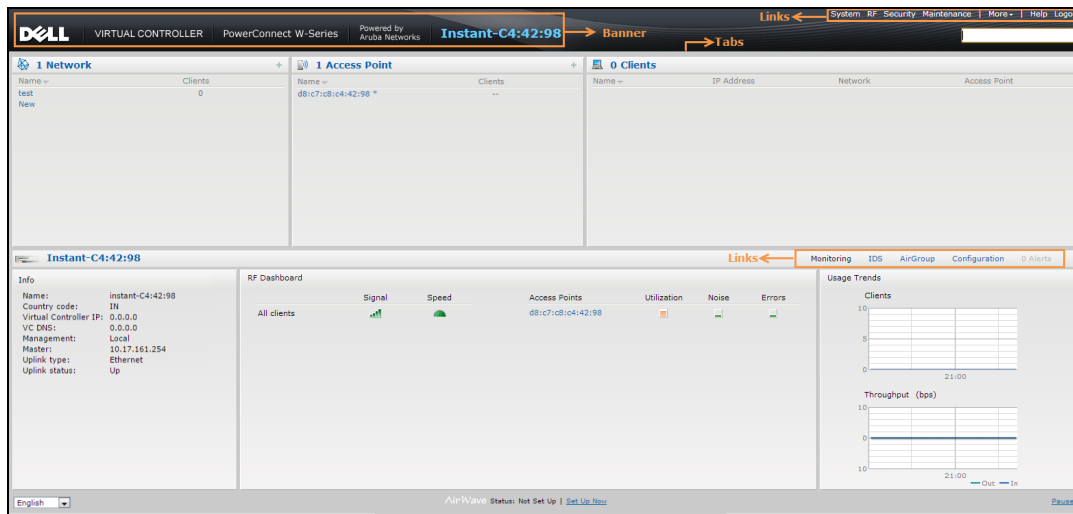 Links
System RF Security Maintenance | More | Help Logo
DELL VIRTUAL CONTROLLER PowerConnect W-Series Powered by Aruba Networks Instant-C4:42:98
Banner
Tabs
1 Network +
Name Clients
test 0
New
1 Access Point +
Name Clients
d8:c7:c8:c4:42:98 * --
0 Clients
Name IP Address Network Access Point
Instant-C4:42:98
Links
Monitoring IDS AirGroup Configuration 0 Alerts
Info
Name: instant-C4:42:98
Country code: IN
Virtual Controller IP: 0.0.0.0
VC DNS: 0.0.0.0
Management: Local
Master: 10.17.161.254
Uplink type: Ethernet
Uplink status: Up
RF Dashboard
Signal Speed Access Points Utilization Noise Errors
All clients d8:c7:c8:c4:42:98
Usage Trends
Clients
10
5
0
21:00
Throughput (bps)
10
0
10
21:00
Out In
English
AirWave Status: Not Set Up | Set Up Now
Pause